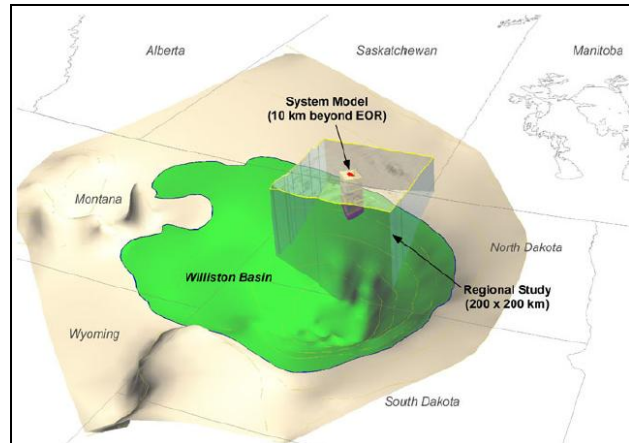 Alberta
Saskatchewan
Manitoba
System Model
(10 km beyond EOR)
Montana
North Dakota
Williston Basin
Regional Study
(200 x 200 km)
Wyoming
South Dakota